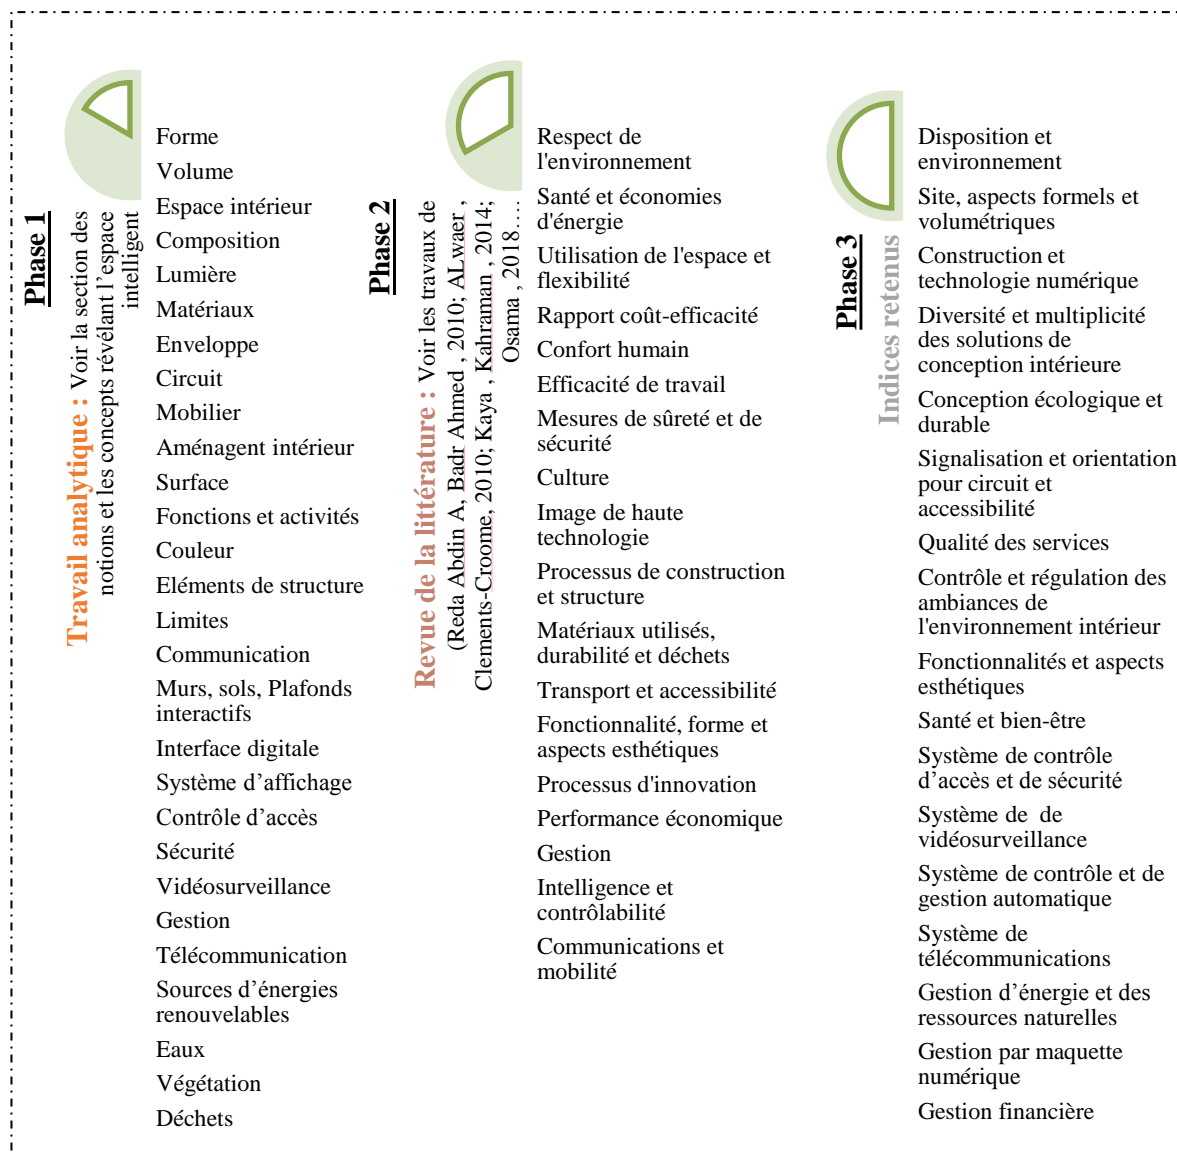 Phase 1
Travail analytique : Voir la section des
notions et les concepts révélant l'espace
intelligent
Forme
Volume
Espace intérieur
Composition
Lumière
Matériaux
Enveloppe
Circuit
Mobilier
Aménagent intérieur
Surface
Fonctions et activités
Couleur
Eléments de structure
Limites
Communication
Murs, sols, Plafonds
interactifs
Interface digitale
Système d’affichage
Contrôle d’accès
Sécurité
Vidéosurveillance
Gestion
Télécommunication
Sources d’énergies
renouvelables
Eaux
Végétation
Déchets
Phase 2
Revue de la littérature : Voir les travaux de
(Reda Abdin A, Badr Ahmed , 2010; ALwaer ,
Clements-Croome, 2010; Kaya , Kahraman , 2014;
Osama , 2018….
Respect de
l'environnement
Santé et économies
d'énergie
Utilisation de l'espace et
flexibilité
Rapport coût-efficacité
Confort humain
Efficacité de travail
Mesures de sûreté et de
sécurité
Culture
Image de haute
technologie
Processus de construction
et structure
Matériaux utilisés,
durabilité et déchets
Transport et accessibilité
Fonctionnalité, forme et
aspects esthétiques
Processus d'innovation
Performance économique
Gestion
Intelligence et
contrôlabilité
Communications et
mobilité
Phase 3
Indices retenus
Disposition et
environnement
Site, aspects formels et
volumétriques
Construction et
technologie numérique
Diversité et multiplicité
des solutions de
conception intérieure
Conception écologique et
durable
Signalisation et orientation
pour circuit et
accessibilité
Qualité des services
Contrôle et régulation des
ambiances de
l'environnement intérieur
Fonctionnalités et aspects
esthétiques
Santé et bien-être
Système de contrôle
d’accès et de sécurité
Système de  de
vidéosurveillance
Système de contrôle et de
gestion automatique
Système de
télécommunications
Gestion d’énergie et des
ressources naturelles
Gestion par maquette
numérique
Gestion financière